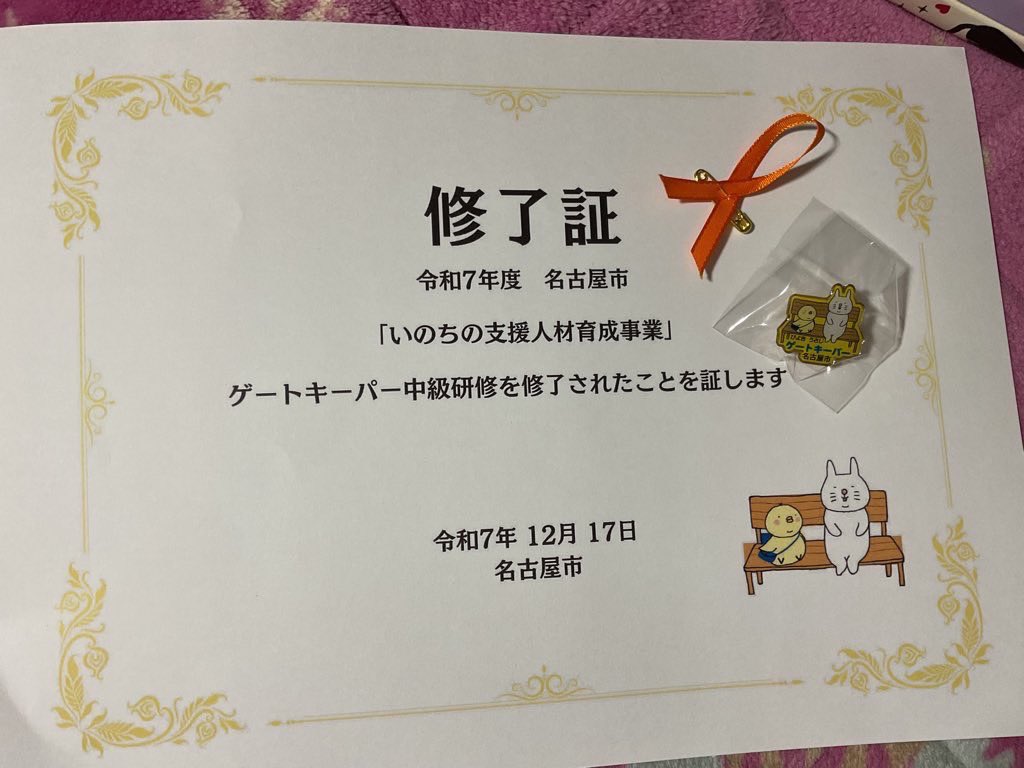 修了証
令和7年度　名古屋市
「いのちの支援人材育成事業」
ゲートキーパー中級研修を修了されたことを証します
令和7年 12月 17日
名古屋市
ゲートキーパー
名古屋市